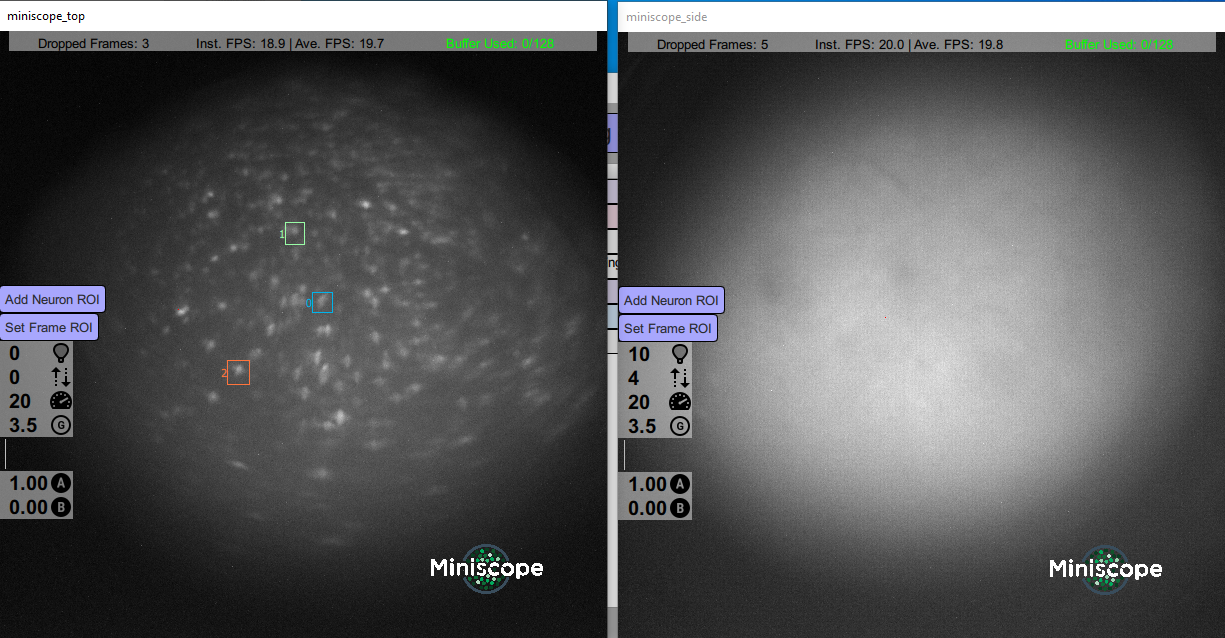 miniscope_top
Dropped Frames: 3 Inst. FPS: 18.9 | Ave. FPS: 19.7 Buffer Used: 0/128
1
0
2
Add Neuron ROI
Set Frame ROI
0
0
20
3.5 G
1.00 A
0.00 B
Miniscope
miniscope_side
Dropped Frames: 5 Inst. FPS: 20.0 | Ave. FPS: 19.8 Buffer Used: 0/128
Add Neuron ROI
Set Frame ROI
10
4
20
3.5 G
1.00 A
0.00 B
Miniscope